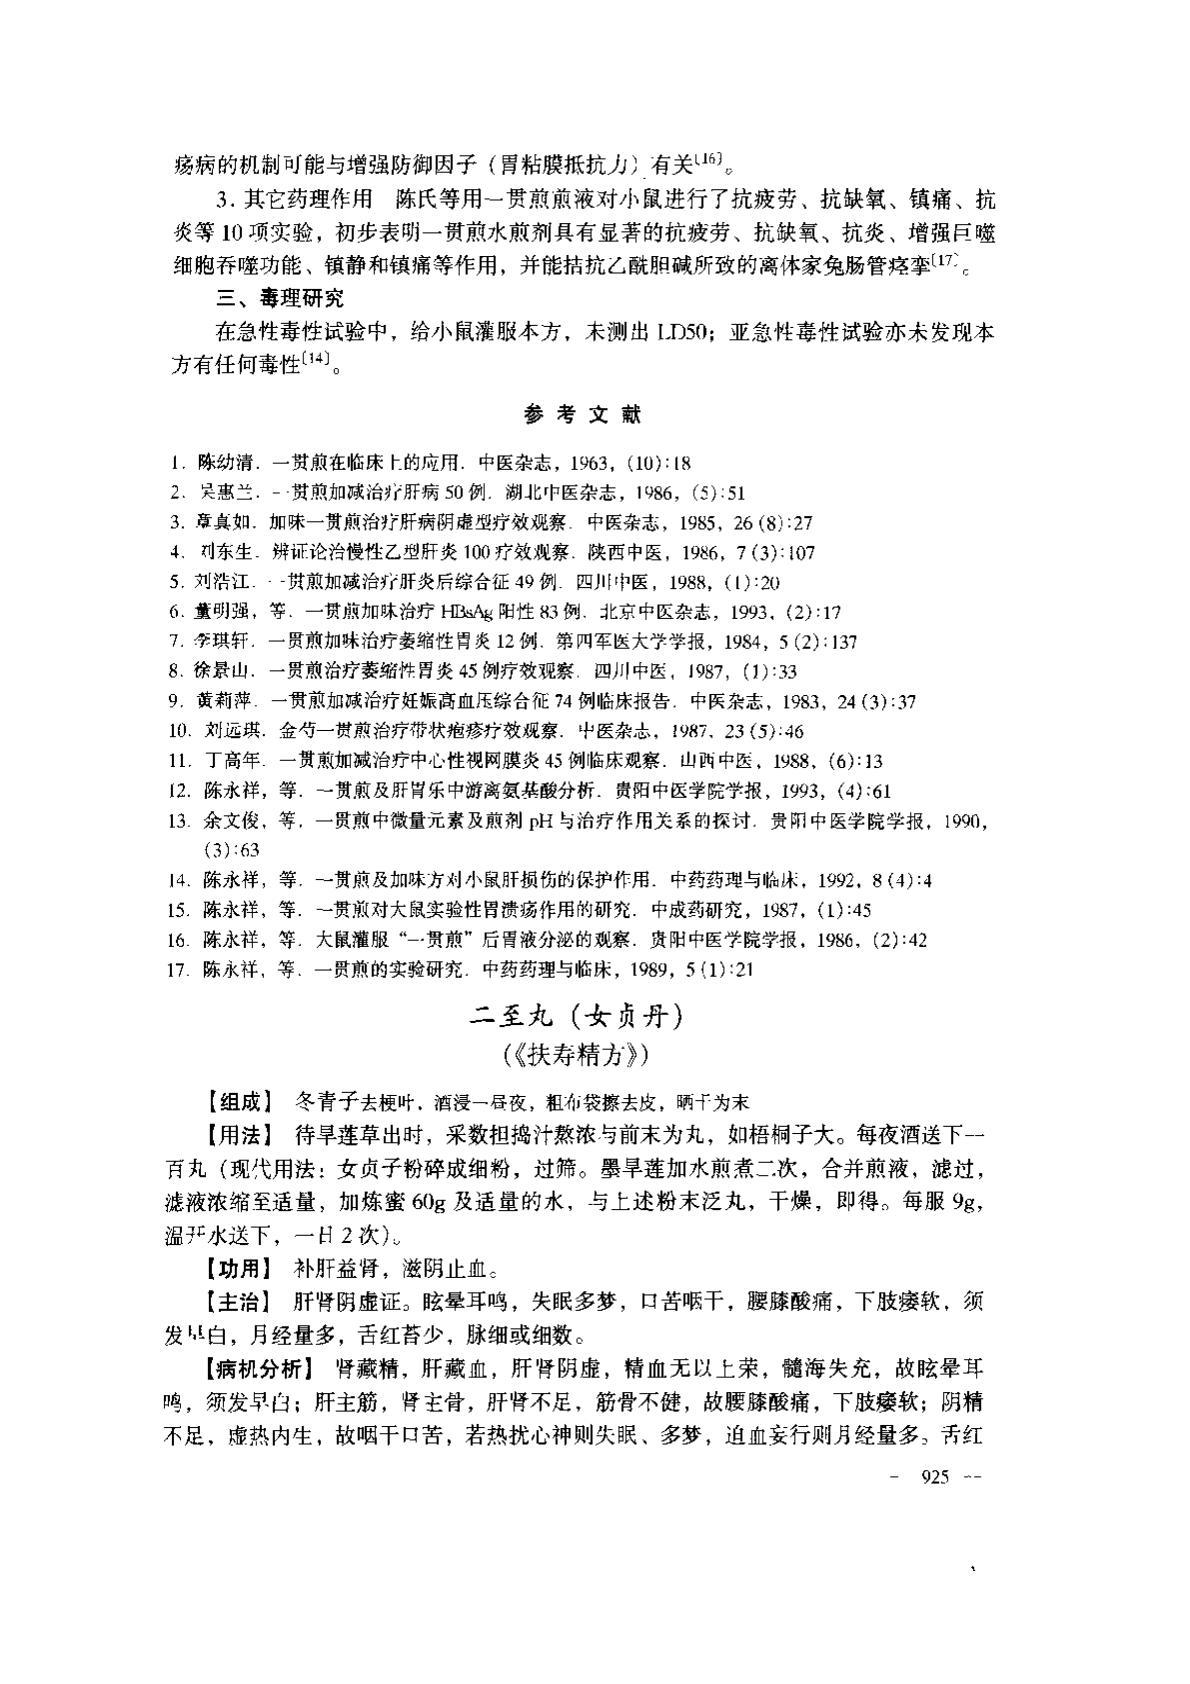 疡病的机制可能与增强防御因子（胃粘膜抵抗力）有关〔16〕。
3. 其它药理作用　陈氏等用一贯煎煎液对小鼠进行了抗疲劳、抗缺氧、镇痛、抗
炎等 10 项实验，初步表明一贯煎水煎剂具有显著的抗疲劳、抗缺氧、抗炎、增强巨噬
细胞吞噬功能、镇静和镇痛等作用，并能拮抗乙酰胆碱所致的离体家兔肠管痉挛〔17〕。
三、毒理研究
在急性毒性试验中，给小鼠灌服本方，未测出 LD50；亚急性毒性试验亦未发现本
方有任何毒性〔14〕。
参 考 文 献
1. 陈幼清．一贯煎在临床上的应用．中医杂志，1963，(10):18
2. 吴惠兰．一贯煎加减治疗肝病 50 例．湖北中医杂志，1986，(5):51
3. 章真如．加味一贯煎治疗肝病阴虚型疗效观察．中医杂志，1985，26 (8):27
4. 刘东生．辨证论治慢性乙型肝炎 100 疗效观察．陕西中医，1986，7 (3):107
5. 刘浩江．一贯煎加减治疗肝炎后综合征 49 例．四川中医，1988，(1):20
6. 董明强，等．一贯煎加味治疗 HBsAg 阳性 83 例．北京中医杂志，1993，(2):17
7. 李琪轩．一贯煎加味治疗萎缩性胃炎 12 例．第四军医大学学报，1984，5 (2):137
8. 徐景山．一贯煎治疗萎缩性胃炎 45 例疗效观察．四川中医，1987，(1):33
9. 黄莉萍．一贯煎加减治疗妊娠高血压综合征 74 例临床报告．中医杂志，1983，24 (3):37
10. 刘远琪．金芍一贯煎治疗带状疱疹疗效观察．中医杂志，1987，23 (5):46
11. 丁高年．一贯煎加减治疗中心性视网膜炎 45 例临床观察．山西中医，1988，(6):13
12. 陈永祥，等．一贯煎及肝胃乐中游离氨基酸分析．贵阳中医学院学报，1993，(4):61
13. 余文俊，等．一贯煎中微量元素及煎剂 pH 与治疗作用关系的探讨．贵阳中医学院学报，1990，
(3):63
14. 陈永祥，等．一贯煎及加味方对小鼠肝损伤的保护作用．中药药理与临床，1992，8 (4):4
15. 陈永祥，等．一贯煎对大鼠实验性胃溃疡作用的研究．中成药研究，1987，(1):45
16. 陈永祥，等．大鼠灌服“一贯煎”后胃液分泌的观察．贵阳中医学院学报，1986，(2):42
17. 陈永祥，等．一贯煎的实验研究．中药药理与临床，1989，5 (1):21
二至丸（女贞丹）
（《扶寿精方》）
【组成】　冬青子去梗叶，酒浸一昼夜，粗布袋擦去皮，晒干为末
【用法】　待旱莲草出时，采数担捣汁熬浓与前末为丸，如梧桐子大。每夜酒送下一
百丸（现代用法：女贞子粉碎成细粉，过筛。墨旱莲加水煎煮二次，合并煎液，滤过，
滤液浓缩至适量，加炼蜜 60g 及适量的水，与上述粉末泛丸，干燥，即得。每服 9g，
温开水送下，一日 2 次）。
【功用】　补肝益肾，滋阴止血。
【主治】　肝肾阴虚证。眩晕耳鸣，失眠多梦，口苦咽干，腰膝酸痛，下肢痿软，须
发早白，月经量多，舌红苔少，脉细或细数。
【病机分析】　肾藏精，肝藏血，肝肾阴虚，精血无以上荣，髓海失充，故眩晕耳
鸣，须发早白；肝主筋，肾主骨，肝肾不足，筋骨不健，故腰膝酸痛，下肢痿软；阴精
不足，虚热内生，故咽干口苦，若热扰心神则失眠、多梦，迫血妄行则月经量多。舌红
- 925 --